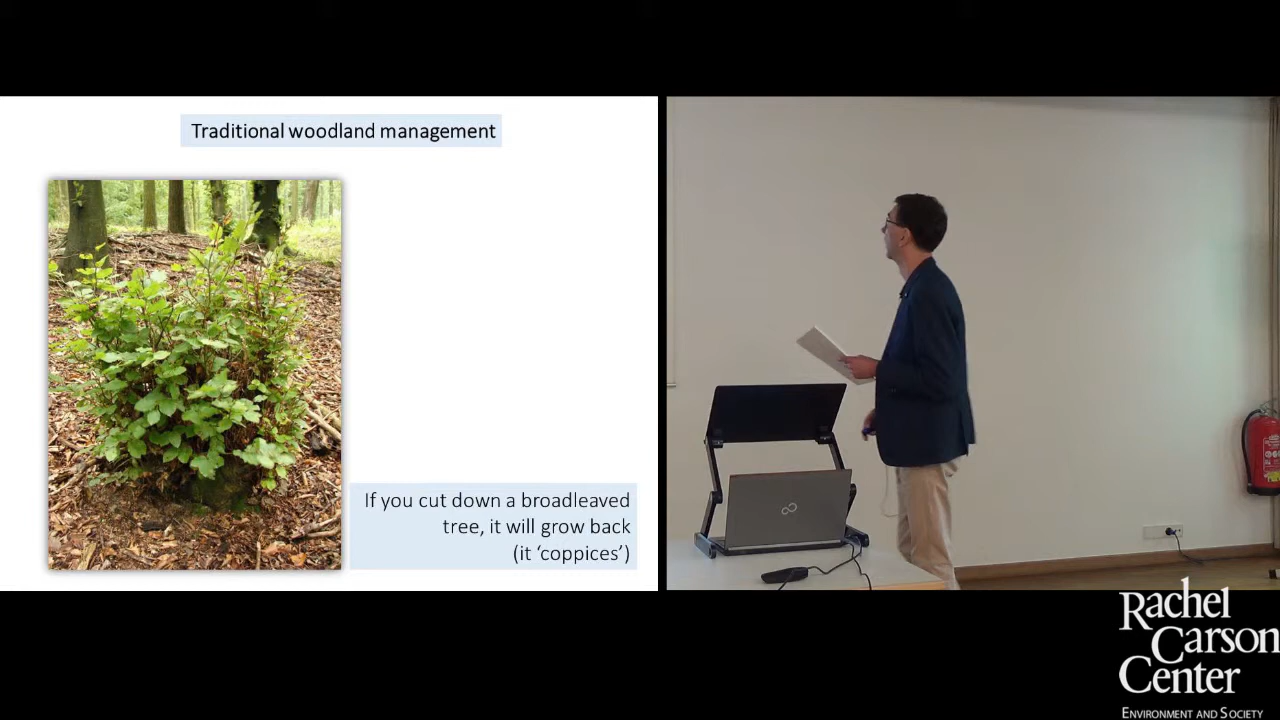 Traditional woodland management
If you cut down a broadleaved
tree, it will grow back
(it ‘coppices’)
Rachel
Carson
Center
ENVIRONMENT AND SOCIETY